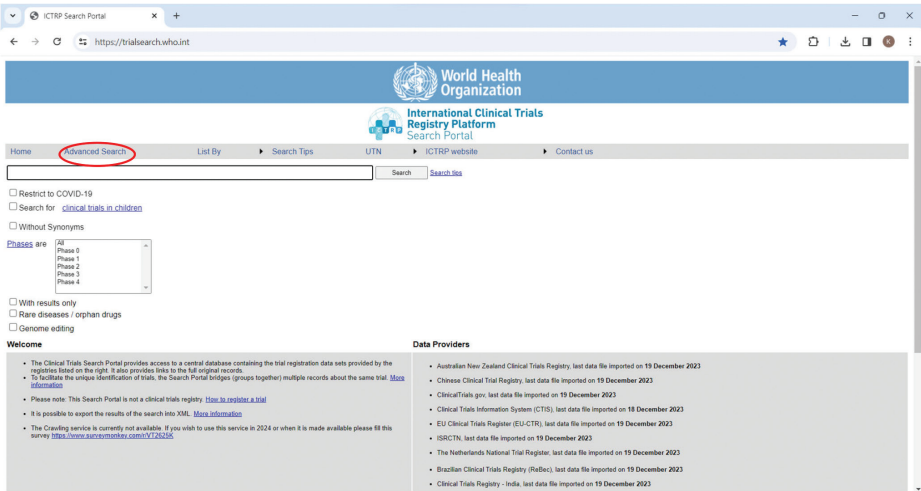 ICTRP Search Portal
https://trialsearch.who.int
K
World Health
Organization
International Clinical Trials
Registry Platform
Search Portal
ICTRP
Home Advanced Search List By Search Tips UTN ICTRP website Contact us
Search Search tips
Restrict to COVID-19
Search for clinical trials in children
Without Synonyms
Phases are
All
Phase 0
Phase 1
Phase 2
Phase 3
Phase 4
With results only
Rare diseases / orphan drugs
Genome editing
Welcome
• The Clinical Trials Search Portal provides access to a central database containing the trial registration data sets provided by the
registries listed on the right. It also provides links to the full original records.
• To facilitate the unique identification of trials, the Search Portal bridges (groups together) multiple records about the same trial. More
information
• Please note: This Search Portal is not a clinical trials registry. How to register a trial
• It is possible to export the results of the search into XML. More information
• The Crawling service is currently not available. If you wish to use this service in 2024 or when it is made available please fill this
survey https://www.surveymonkey.com/r/VT262SK
Data Providers
• Australian New Zealand Clinical Trials Registry, last data file imported on 19 December 2023
• Chinese Clinical Trial Registry, last data file imported on 19 December 2023
• ClinicalTrials.gov, last data file imported on 19 December 2023
• Clinical Trials Information System (CTIS), last data file imported on 18 December 2023
• EU Clinical Trials Register (EU-CTR), last data file imported on 19 December 2023
• ISRCTN, last data file imported on 19 December 2023
• The Netherlands National Trial Register, last data file imported on 19 December 2023
• Brazilian Clinical Trials Registry (ReBec), last data file imported on 19 December 2023
• Clinical Trials Registry - India, last data file imported on 19 December 2023